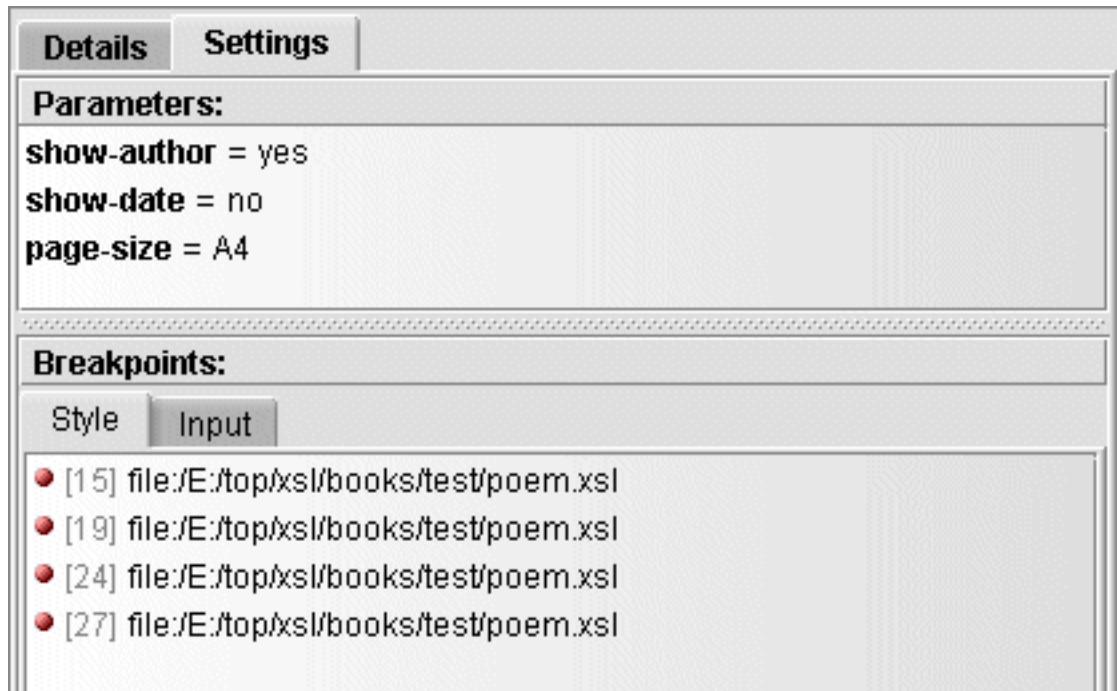 Details Settings
Parameters:
show-author = yes
show-date = no
page-size = A4
Breakpoints:
Style Input
[15] file:/E:/top/xsl/books/test/poem.xsl
[19] file:/E:/top/xsl/books/test/poem.xsl
[24] file:/E:/top/xsl/books/test/poem.xsl
[27] file:/E:/top/xsl/books/test/poem.xsl